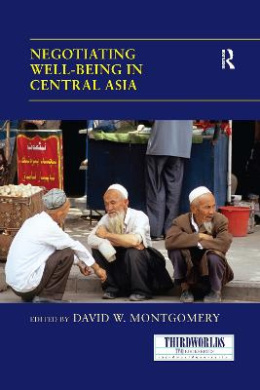 NEGOTIATING
WELL-BEING IN
CENTRAL ASIA
R
EDITED BY DAVID W. MONTGOMERY
THIRDWORLDS